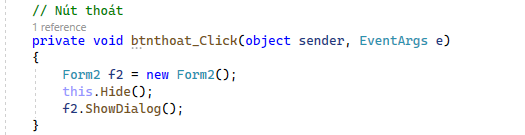 // Nút thoát
1 reference
private void btnthoat_Click(object sender, EventArgs e)
{
Form2 f2 = new Form2();
this.Hide();
f2.ShowDialog();
}